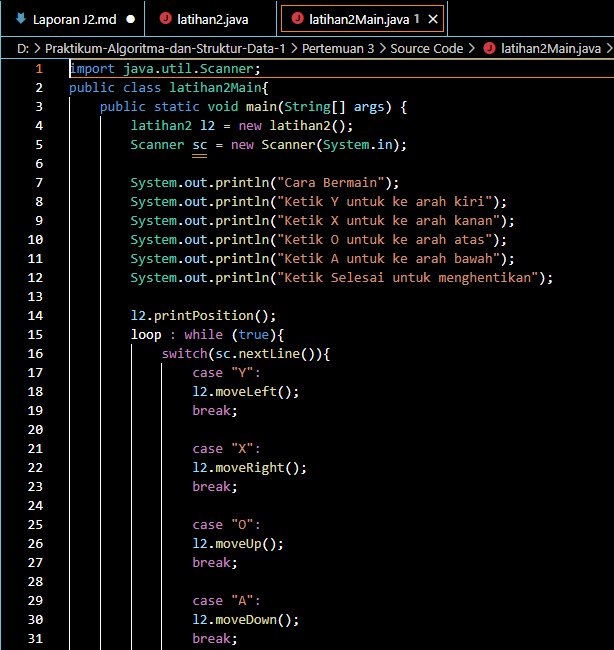 Laporan J2.md ● latihan2.java latihan2Main.java 1 ✕
D: > Praktikum-Algoritma-dan-Struktur-Data-1 > Pertemuan 3 > Source Code > latihan2Main.java >
1 import java.util.Scanner;
2 public class latihan2Main{
3     public static void main(String[] args) {
4         latihan2 l2 = new latihan2();
5         Scanner sc = new Scanner(System.in);
6
7         System.out.println("Cara Bermain");
8         System.out.println("Ketik Y untuk ke arah kiri");
9         System.out.println("Ketik X untuk ke arah kanan");
10         System.out.println("Ketik O untuk ke arah atas");
11         System.out.println("Ketik A untuk ke arah bawah");
12         System.out.println("Ketik Selesai untuk menghentikan");
13
14         l2.printPosition();
15         loop : while (true){
16             switch(sc.nextLine()){
17                 case "Y":
18                 l2.moveLeft();
19                 break;
20
21                 case "X":
22                 l2.moveRight();
23                 break;
24
25                 case "O":
26                 l2.moveUp();
27                 break;
28
29                 case "A":
30                 l2.moveDown();
31                 break;